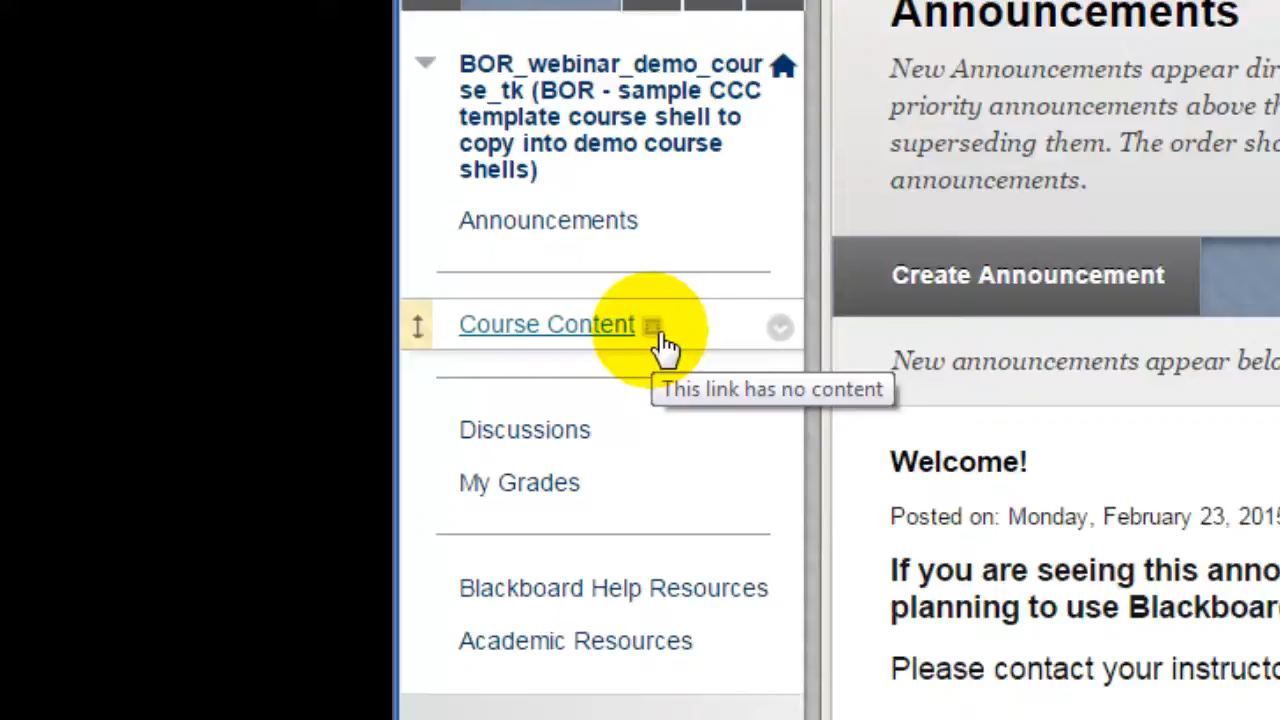 BOR_webinar_demo_cour
se_tk (BOR - sample CCC
template course shell to
copy into demo course
shells)
Announcements
Course Content
This link has no content
Discussions
My Grades
Blackboard Help Resources
Academic Resources
Announcements
New Announcements appear dir
priority announcements above th
superseding them. The order sho
announcements.
Create Announcement
New announcements appear belo
Welcome!
Posted on: Monday, February 23, 2015
If you are seeing this anno
planning to use Blackboar
Please contact your instructo